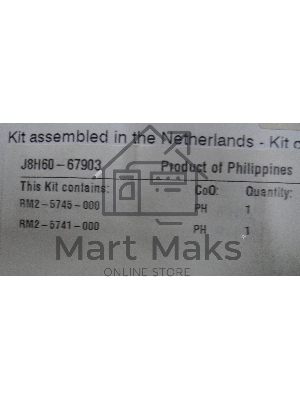 Kit assembled in the Netherlands - Kit
J8H60-67903 Product of Philippines
This Kit contains: CoO: Quantity:
RM2-5745-000 PH 1
RM2-5741-000 PH 1
Mart Maks
ONLINE STORE